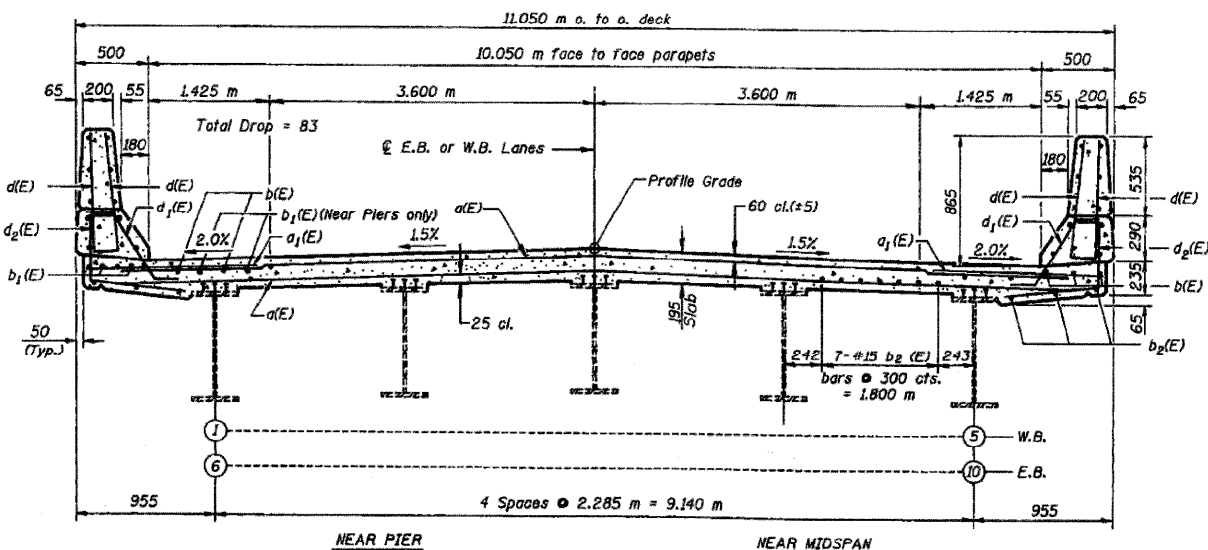 11.050 m o. to o. deck
500
10.050 m face to face parapets
500
65 200 55 1.425 m 3.600 m 3.600 m 1.425 m 55 200 65
Total Drop = 83
180
℄ E.B. or W.B. Lanes
180
535
865
Profile Grade
d(E) d(E) b(E) d(E) d(E)
d1(E) b1(E)(Near Piers only) a(E) 60 cl.(±5) d1(E)
d2(E) 2.0% a1(E) 1.5% 1.5% a1(E) 2.0% 290 d2(E)
b1(E) 235 b(E)
a(E) 25 cl. 195 Slab 65
50
(Typ.)
b2(E)
242 7-#15 b2 (E) 243
bars @ 300 cts.
= 1.800 m
1 5 W.B.
6 10 E.B.
955 4 Spaces @ 2.285 m = 9.140 m 955
NEAR PIER NEAR MIDSPAN